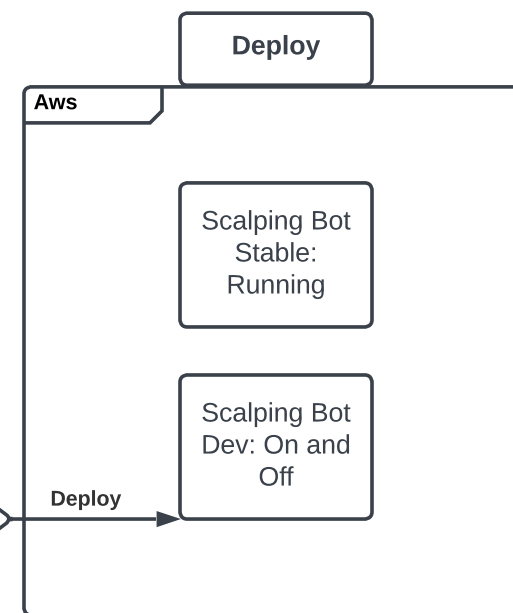 Deploy
Aws
Scalping Bot
Stable:
Running
Scalping Bot
Dev: On and
Off
Deploy